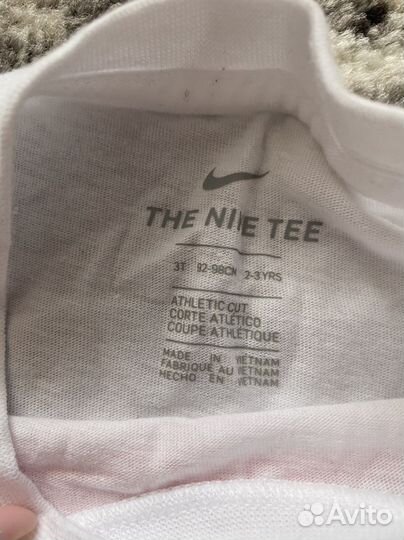 THE NIKE TEE
3T 92-98CM 2-3YRS
ATHLETIC CUT
CORTE ATLÉTICO
COUPE ATHLÉTIQUE
MADE IN VIETNAM
FABRIQUÉ AU VIETNAM
HECHO EN VIETNAM
Avito